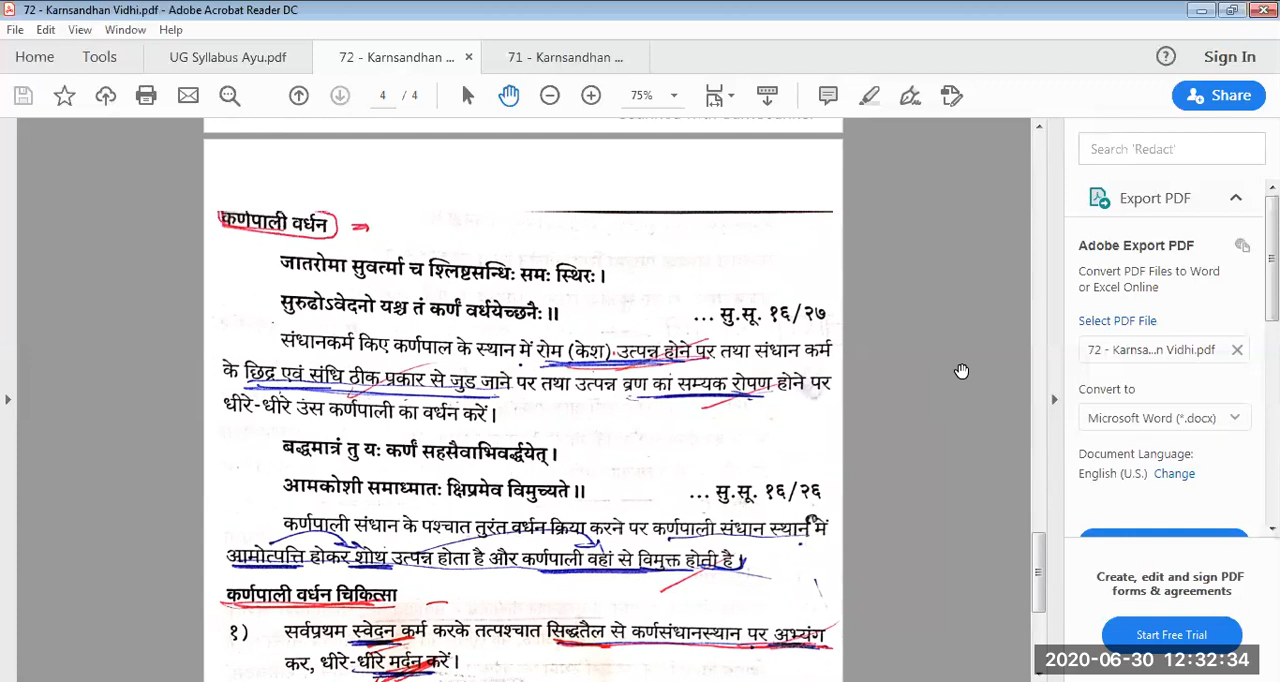 72 - Karnsandhan Vidhi.pdf - Adobe Acrobat Reader DC
File Edit View Window Help
Home Tools UG Syllabus Ayu.pdf 72 - Karnsandhan ... × 71 - Karnsandhan ... Sign In
4 / 4 75% Share
कर्णपाली वर्धन
जातरोमा सुवर्त्मा च श्लिष्टसन्धिः समः स्थिरः।
सुरुढोऽवेदनो यश्च तं कर्णं वर्धयेच्छनैः॥ ... सु.सू. १६/२७
संधानकर्म किए कर्णपाल के स्थान में रोम (केश) उत्पन्न होने पर तथा संधान कर्म
के छिद्र एवं संधि ठीक प्रकार से जुड जाने पर तथा उत्पन्न व्रण का सम्यक रोपण होने पर
धीरे-धीरे उस कर्णपाली का वर्धन करें।
बद्धमात्रं तु यः कर्णं सहसैवाभिवर्द्धयेत्।
आमकोशी समाध्मातः क्षिप्रमेव विमुच्यते॥ ... सु.सू. १६/२६
कर्णपाली संधान के पश्चात तुरंत वर्धन क्रिया करने पर कर्णपाली संधान स्थान में
आमोत्पत्ति होकर शोथ उत्पन्न होता है और कर्णपाली वहां से विमुक्त होती है।
कर्णपाली वर्धन चिकित्सा
१) सर्वप्रथम स्वेदन कर्म करके तत्पश्चात सिद्धतैल से कर्णसंधानस्थान पर अभ्यंग
कर, धीरे-धीरे मर्दन करें।
Search 'Redact'
Export PDF
Adobe Export PDF
Convert PDF Files to Word
or Excel Online
Select PDF File
72 - Karnsa...n Vidhi.pdf ×
Convert to
Microsoft Word (*.docx)
Document Language:
English (U.S.) Change
Create, edit and sign PDF
forms & agreements
Start Free Trial
2020-06-30 12:32:34